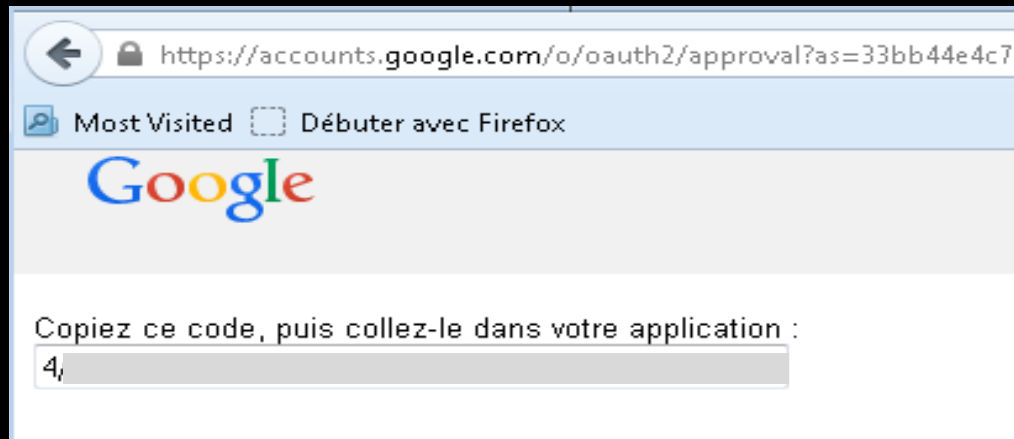 https://accounts.google.com/o/oauth2/approval?as=33bb44e4c7
Most Visited Débuter avec Firefox
Google
Copiez ce code, puis collez-le dans votre application :
4/